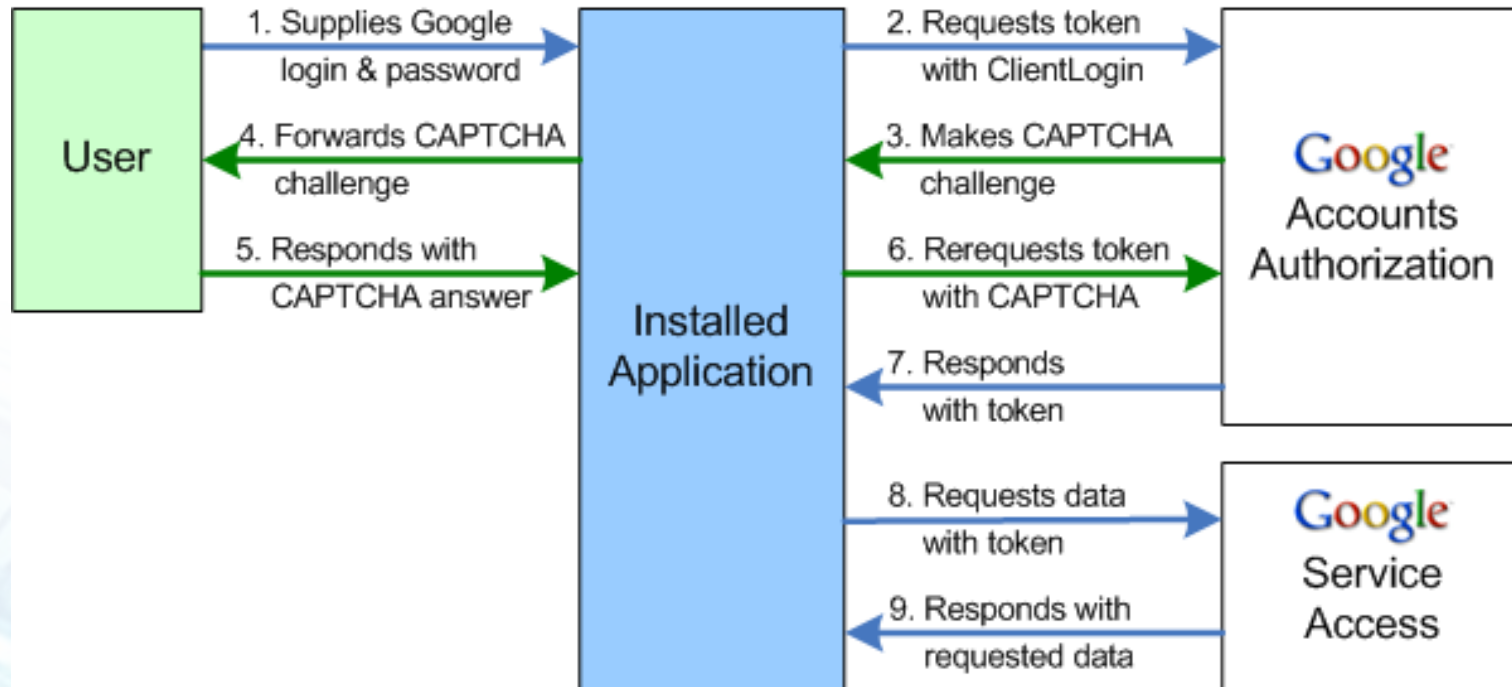 1. Supplies Google
login & password
2. Requests token
with ClientLogin
4. Forwards CAPTCHA
challenge
3. Makes CAPTCHA
challenge
User
5. Responds with
CAPTCHA answer
6. Rerequests token
with CAPTCHA
Google
Accounts
Authorization
Installed
Application
7. Responds
with token
8. Requests data
with token
9. Responds with
requested data
Google
Service
Access